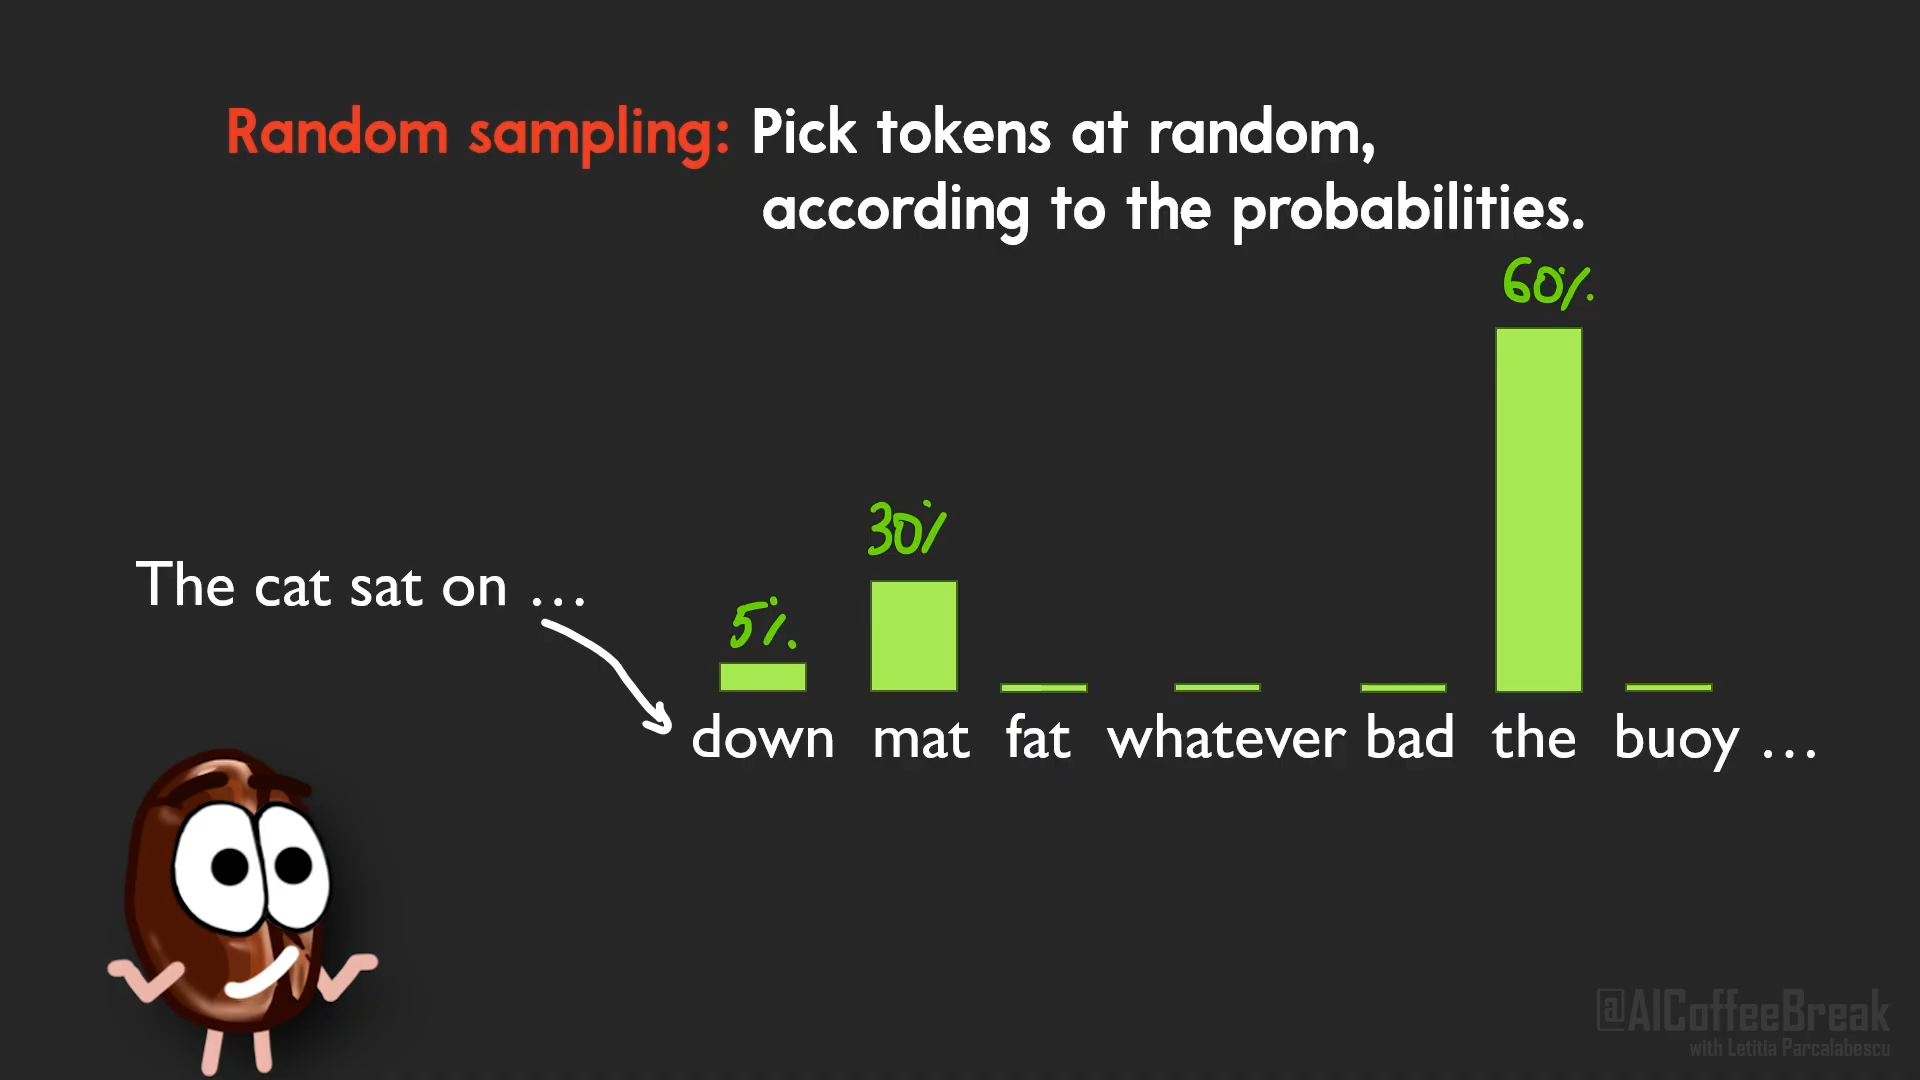 Random sampling: Pick tokens at random,
according to the probabilities.
60%
30%
5%
The cat sat on …
down mat fat whatever bad the buoy …
@AICoffeeBreak
with Letitia Parcalabescu